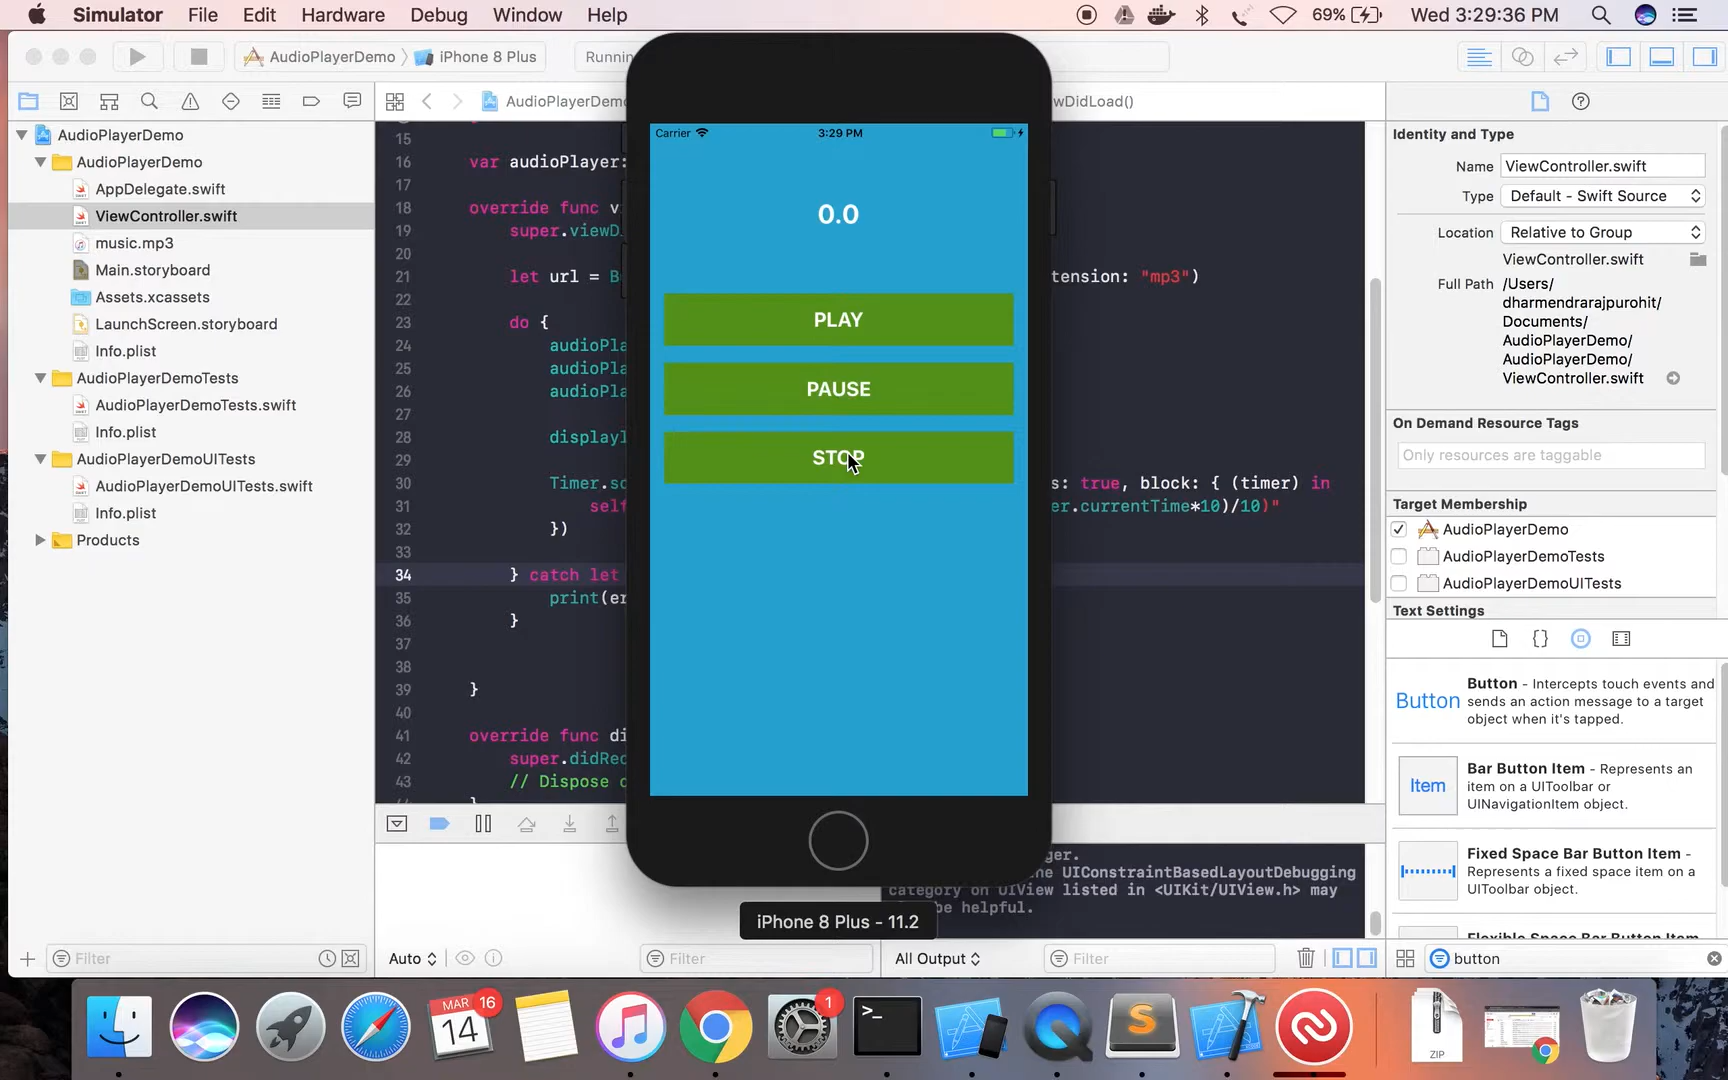 Simulator File Edit Hardware Debug Window Help 69% Wed 3:29:36 PM
AudioPlayerDemo iPhone 8 Plus
AudioPlayerDemo
wDidLoad()
AudioPlayerDemo
AudioPlayerDemo
AppDelegate.swift
ViewController.swift
music.mp3
Main.storyboard
Assets.xcassets
LaunchScreen.storyboard
Info.plist
AudioPlayerDemoTests
AudioPlayerDemoTests.swift
Info.plist
AudioPlayerDemoUITests
AudioPlayerDemoUITests.swift
Info.plist
Products
Filter
15
16 var audioPlayer:
17
18 override func v
19 super.viewD
20
21 let url = B tension: "mp3")
22
23 do {
24 audioPla
25 audioPla
26 audioPla
27
28 displayl
29
30 Timer.sc s: true, block: { (timer) in
31 self er.currentTime*10)/10)"
32 })
33
34 } catch let
35 print(er
36 }
37
38
39 }
40
41 override func di
42 super.didRec
43 // Dispose o
Carrier 3:29 PM
0.0
PLAY
PAUSE
STOP
iPhone 8 Plus - 11.2
ger.
he UIConstraintBasedLayoutDebugging
category on UIView listed in <UIKit/UIView.h> may
be helpful.
Auto
Filter
All Output
Filter
Identity and Type
Name ViewController.swift
Type Default - Swift Source
Location Relative to Group
ViewController.swift
Full Path /Users/
dharmendrarajpurohit/
Documents/
AudioPlayerDemo/
AudioPlayerDemo/
ViewController.swift
On Demand Resource Tags
Only resources are taggable
Target Membership
AudioPlayerDemo
AudioPlayerDemoTests
AudioPlayerDemoUITests
Text Settings
Button
Button - Intercepts touch events and
sends an action message to a target
object when it's tapped.
Item
Bar Button Item - Represents an
item on a UIToolbar or
UINavigationItem object.
Fixed Space Bar Button Item -
Represents a fixed space item on a
UIToolbar object.
Flexible Space Bar Button Item
button
MAR
14
16
1
>_
S
ZIP